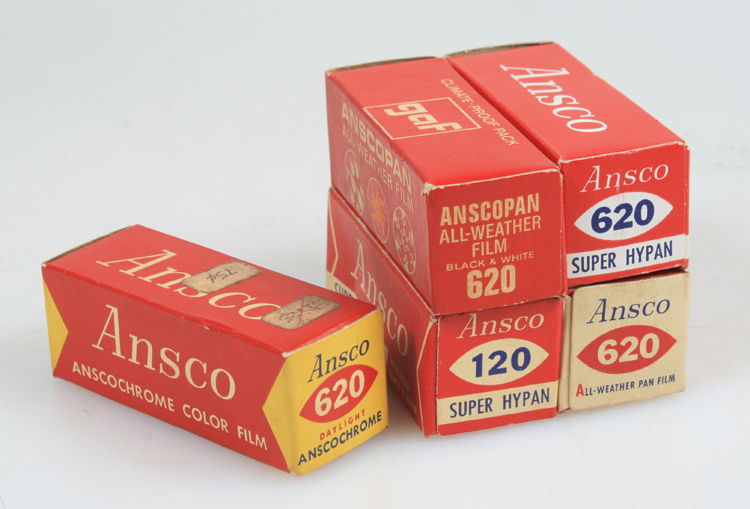 CLIMATE-PROOF PACK
gaf
ANSCOPAN
ALL-WEATHER FILM
ANSCOPAN
ALL-WEATHER
FILM
BLACK & WHITE
620
Ansco
Ansco
620
SUPER HYPAN
Ansco
120
SUPER HYPAN
Ansco
620
ALL-WEATHER PAN FILM
Ansco
75¢
Ansco
ANSCOCHROME COLOR FILM
Ansco
620
DAYLIGHT
ANSCOCHROME